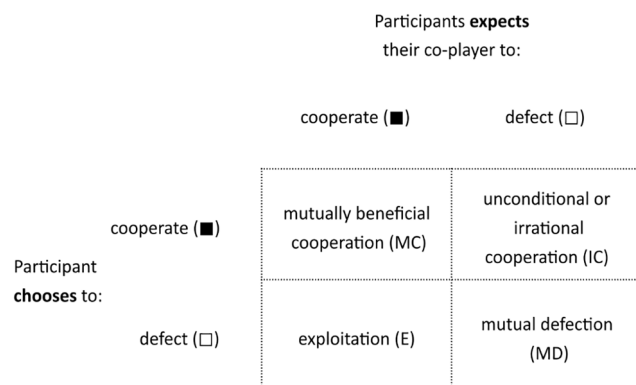 Participants expects
their co-player to:
cooperate (■) defect (□)
cooperate (■)
mutually beneficial
cooperation (MC)
unconditional or
irrational
cooperation (IC)
Participant
chooses to:
defect (□)
exploitation (E)
mutual defection
(MD)